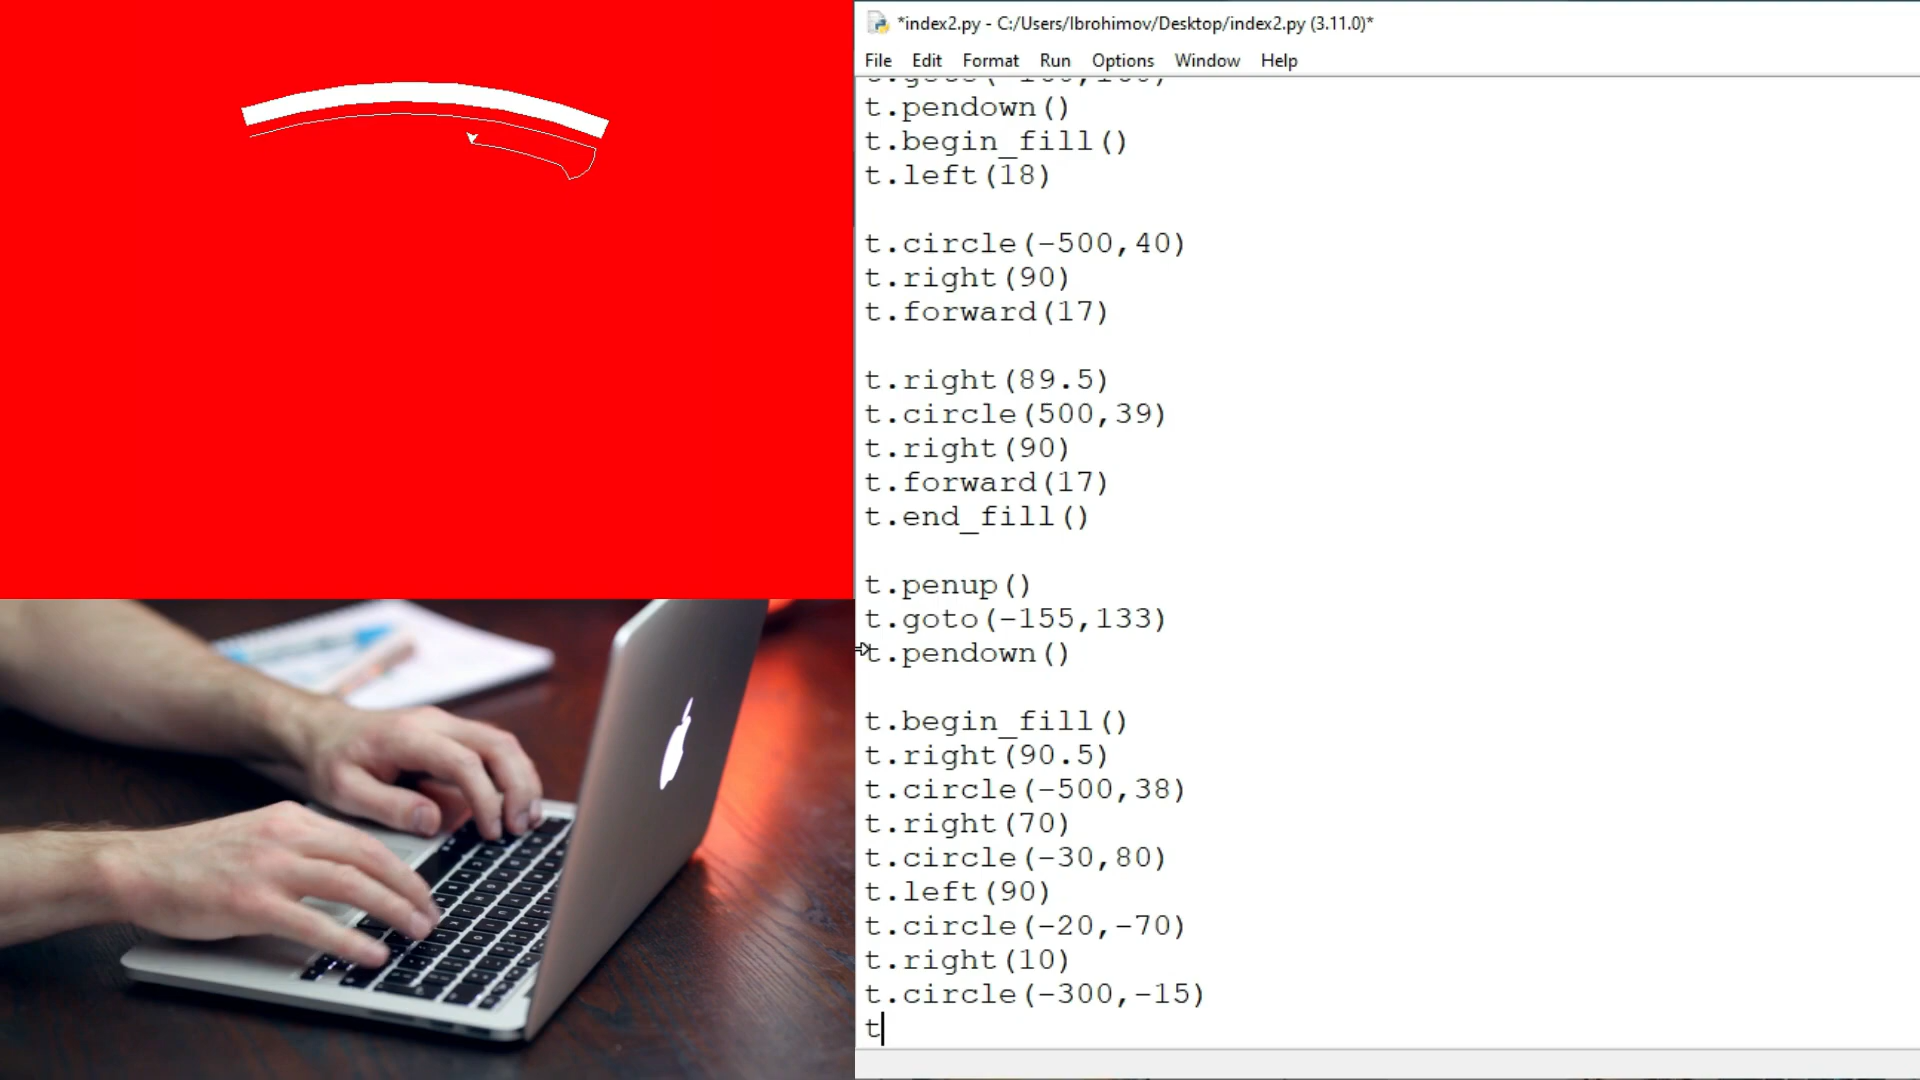 *index2.py - C:/Users/Ibrohimov/Desktop/index2.py (3.11.0)*
File Edit Format Run Options Window Help
t.pendown()
t.begin_fill()
t.left(18)
t.circle(-500,40)
t.right(90)
t.forward(17)
t.right(89.5)
t.circle(500,39)
t.right(90)
t.forward(17)
t.end_fill()
t.penup()
t.goto(-155,133)
t.pendown()
t.begin_fill()
t.right(90.5)
t.circle(-500,38)
t.right(70)
t.circle(-30,80)
t.left(90)
t.circle(-20,-70)
t.right(10)
t.circle(-300,-15)
t